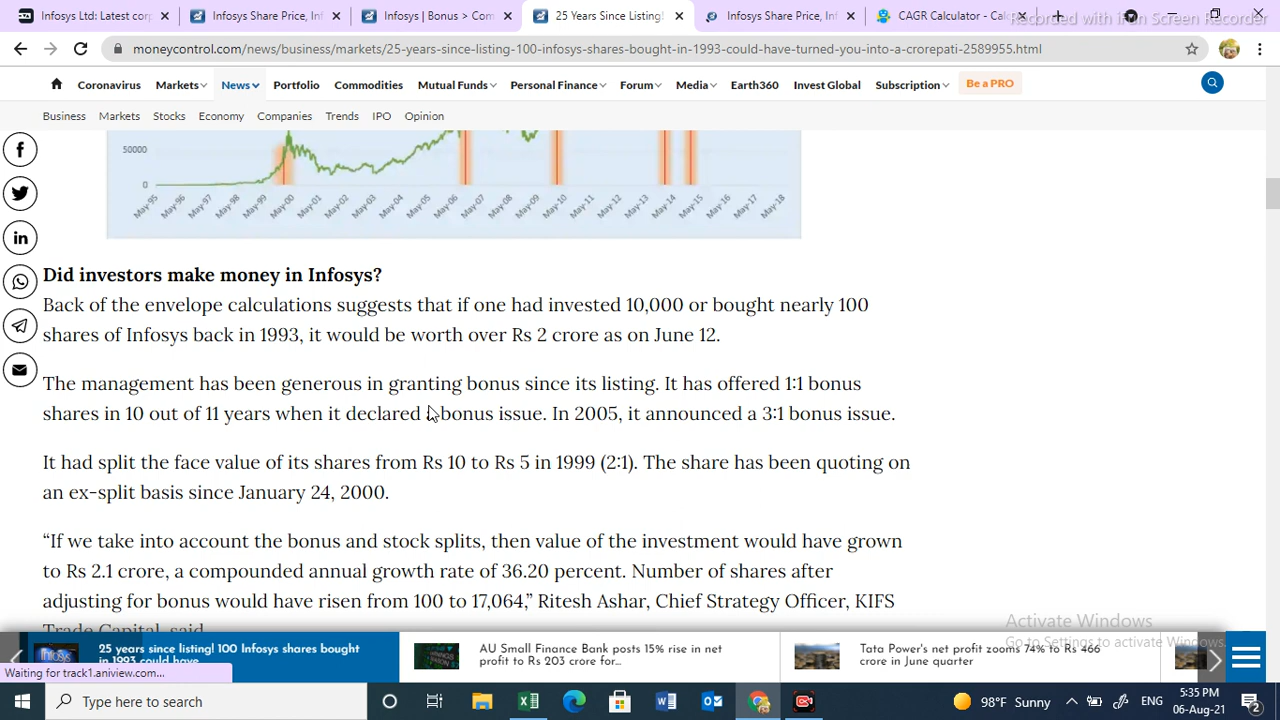 Infosys Ltd: Latest corp
Infosys Share Price, Inf
Infosys | Bonus - Com
25 Years Since Listing!
Infosys Share Price, Inf
CAGR Calculator - Cal
Recorded with iFun Screen Recorder
moneycontrol.com/news/business/markets/25-years-since-listing-100-infosys-shares-bought-in-1993-could-have-turned-you-into-a-crorepati-2589955.html
Coronavirus Markets News Portfolio Commodities Mutual Funds Personal Finance Forum Media Earth360 Invest Global Subscription Be a PRO
Business Markets Stocks Economy Companies Trends IPO Opinion
50000
0
May-95 May-96 May-97 May-98 May-99 May-00 May-01 May-02 May-03 May-04 May-05 May-06 May-07 May-08 May-09 May-10 May-11 May-12 May-13 May-14 May-15 May-16 May-17 May-18
Did investors make money in Infosys?
Back of the envelope calculations suggests that if one had invested 10,000 or bought nearly 100
shares of Infosys back in 1993, it would be worth over Rs 2 crore as on June 12.
The management has been generous in granting bonus since its listing. It has offered 1:1 bonus
shares in 10 out of 11 years when it declared a bonus issue. In 2005, it announced a 3:1 bonus issue.
It had split the face value of its shares from Rs 10 to Rs 5 in 1999 (2:1). The share has been quoting on
an ex-split basis since January 24, 2000.
“If we take into account the bonus and stock splits, then value of the investment would have grown
to Rs 2.1 crore, a compounded annual growth rate of 36.20 percent. Number of shares after
adjusting for bonus would have risen from 100 to 17,064,” Ritesh Ashar, Chief Strategy Officer, KIFS
Trade Capital, said.
Activate Windows
Go to Settings to activate Windows.
25 years since listing! 100 Infosys shares bought
in 1993 could have...
AU Small Finance Bank posts 15% rise in net
profit to Rs 203 crore for...
Tata Power's net profit zooms 74% to Rs 466
crore in June quarter
Waiting for track1.aniview.com...
Type here to search
98°F Sunny
ENG
5:35 PM
06-Aug-21
2